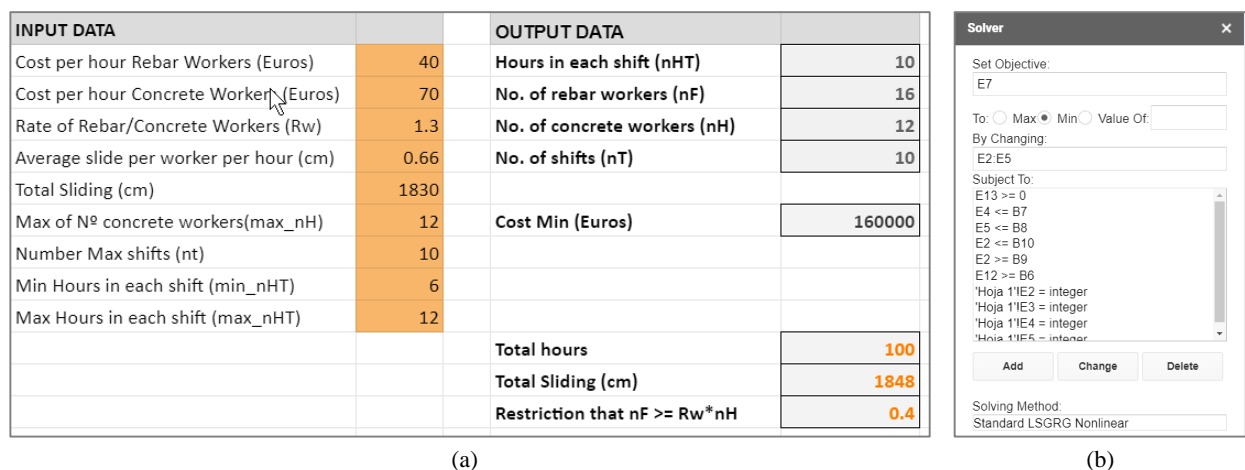 INPUT DATA OUTPUT DATA
Cost per hour Rebar Workers (Euros) 40 Hours in each shift (nHT) 10
Cost per hour Concrete Workers (Euros) 70 No. of rebar workers (nF) 16
Rate of Rebar/Concrete Workers (Rw) 1.3 No. of concrete workers (nH) 12
Average slide per worker per hour (cm) 0.66 No. of shifts (nT) 10
Total Sliding (cm) 1830
Max of Nº concrete workers(max_nH) 12 Cost Min (Euros) 160000
Number Max shifts (nt) 10
Min Hours in each shift (min_nHT) 6
Max Hours in each shift (max_nHT) 12
Total hours 100
Total Sliding (cm) 1848
Restriction that nF >= Rw*nH 0.4
(a)
Solver ×
Set Objective:
E7
To: Max Min Value Of:
By Changing:
E2:E5
Subject To:
E13 >= 0
E4 <= B7
E5 <= B8
E2 <= B10
E2 >= B9
E12 >= B6
'Hoja 1'!E2 = integer
'Hoja 1'!E3 = integer
'Hoja 1'!E4 = integer
'Hoja 1'!E5 = integer
Add Change Delete
Solving Method:
Standard LSGRG Nonlinear
(b)